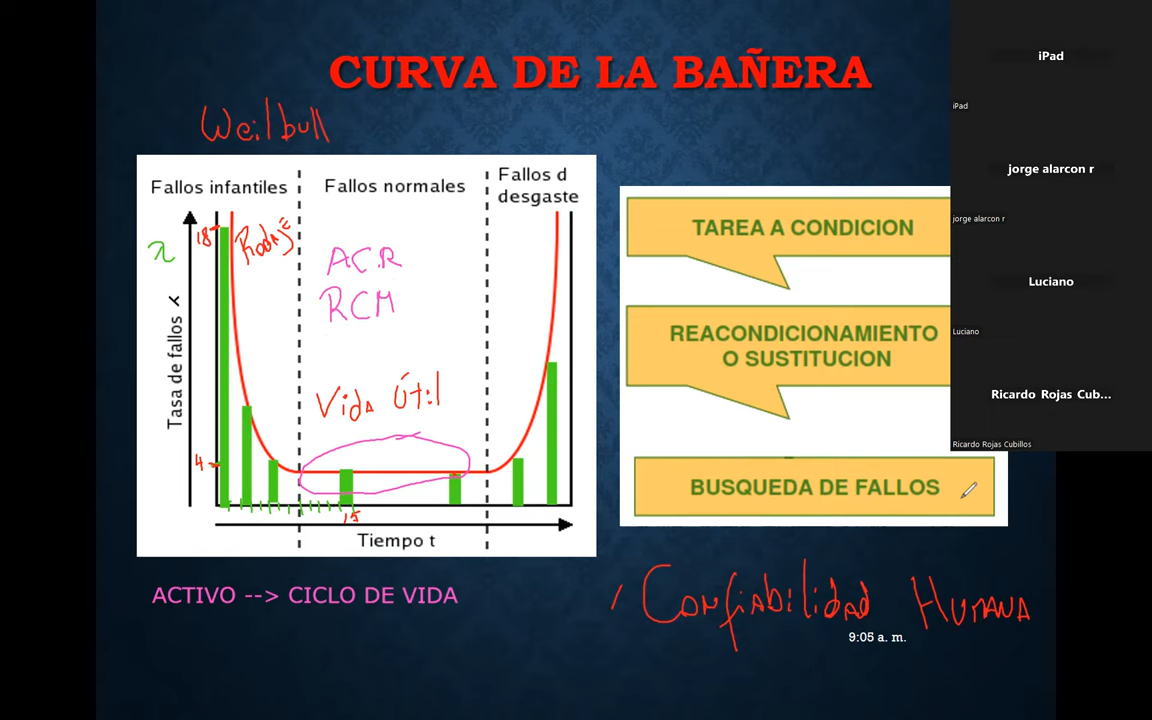 CURVA DE LA BAÑERA
Weilbull
Fallos infantiles
Fallos normales
Fallos d
desgaste
18
Rodaje
λ
ACR
RCM
Tasa de fallos λ
Vida útil
4
15
Tiempo t
ACTIVO --> CICLO DE VIDA
TAREA A CONDICION
REACONDICIONAMIENTO
O SUSTITUCION
BUSQUEDA DE FALLOS
Confiabilidad Humana
9:05 a. m.
iPad
iPad
jorge alarcon r
jorge alarcon r
Luciano
Luciano
Ricardo Rojas Cub...
Ricardo Rojas Cubillos